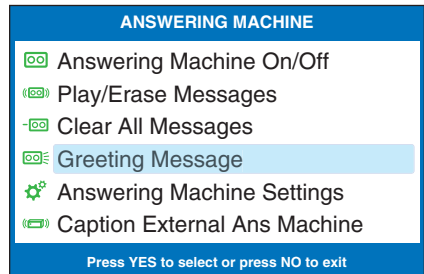 ANSWERING MACHINE
Answering Machine On/Off
Play/Erase Messages
Clear All Messages
Greeting Message
Answering Machine Settings
Caption External Ans Machine
Press YES to select or press NO to exit